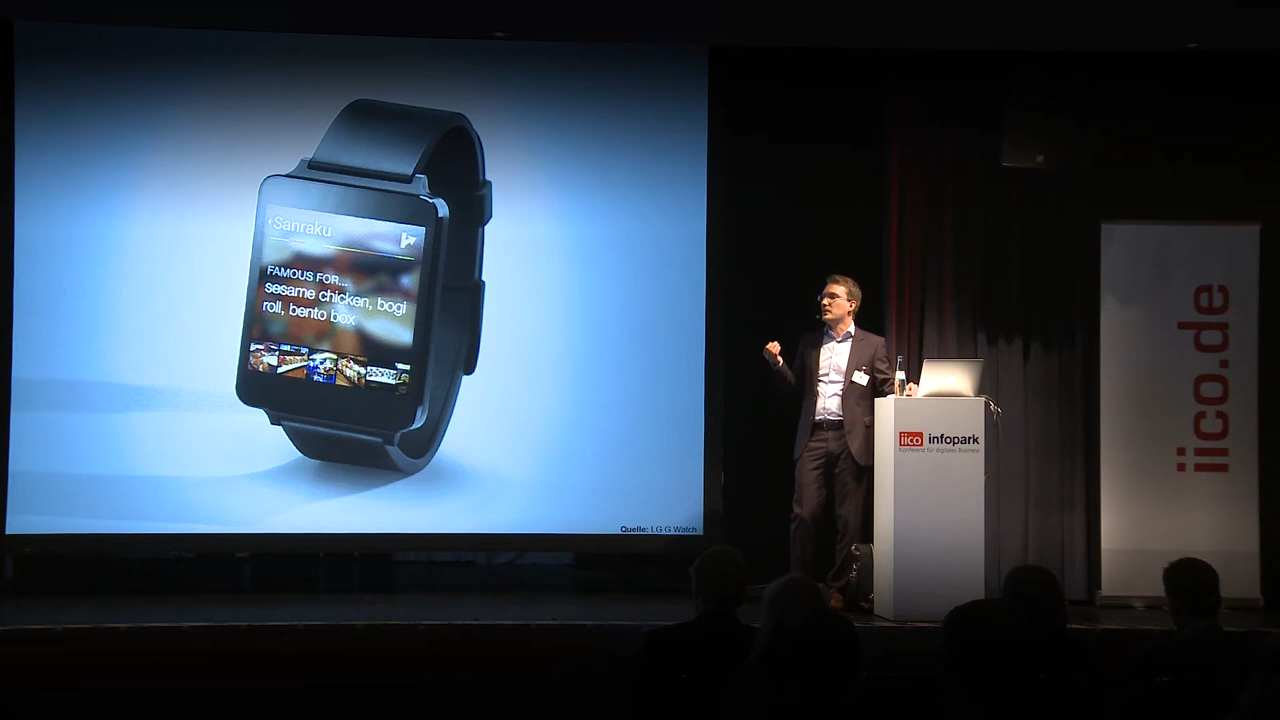 ‹Sanraku
FAMOUS FOR...
sesame chicken, bogi
roll, bento box
Quelle: LG G Watch
iico infopark
Konferenz für digitales Business
iico.de